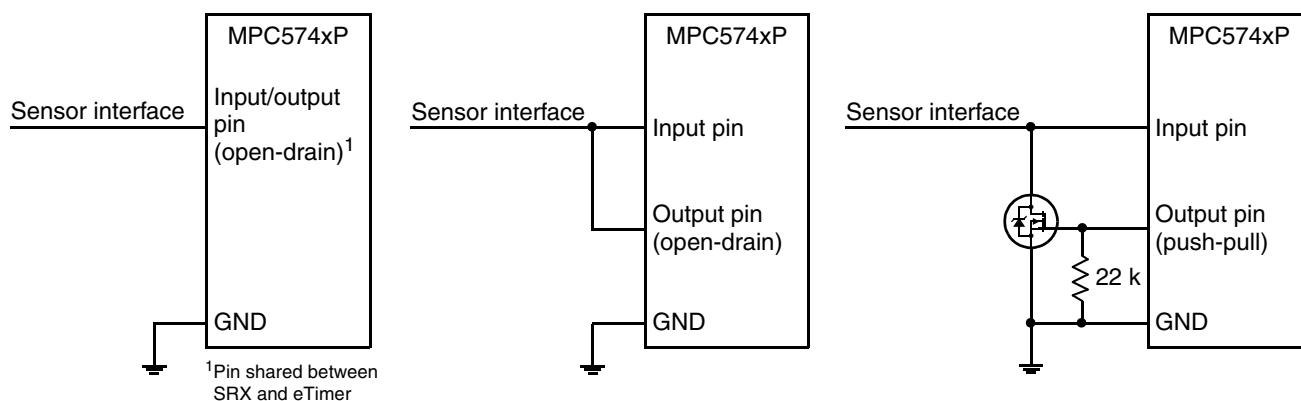 MPC574xP
Sensor interface
Input/output
pin
(open-drain)1
GND
1Pin shared between
SRX and eTimer
MPC574xP
Sensor interface
Input pin
Output pin
(open-drain)
GND
MPC574xP
Sensor interface
Input pin
Output pin
(push-pull)
22 k
GND